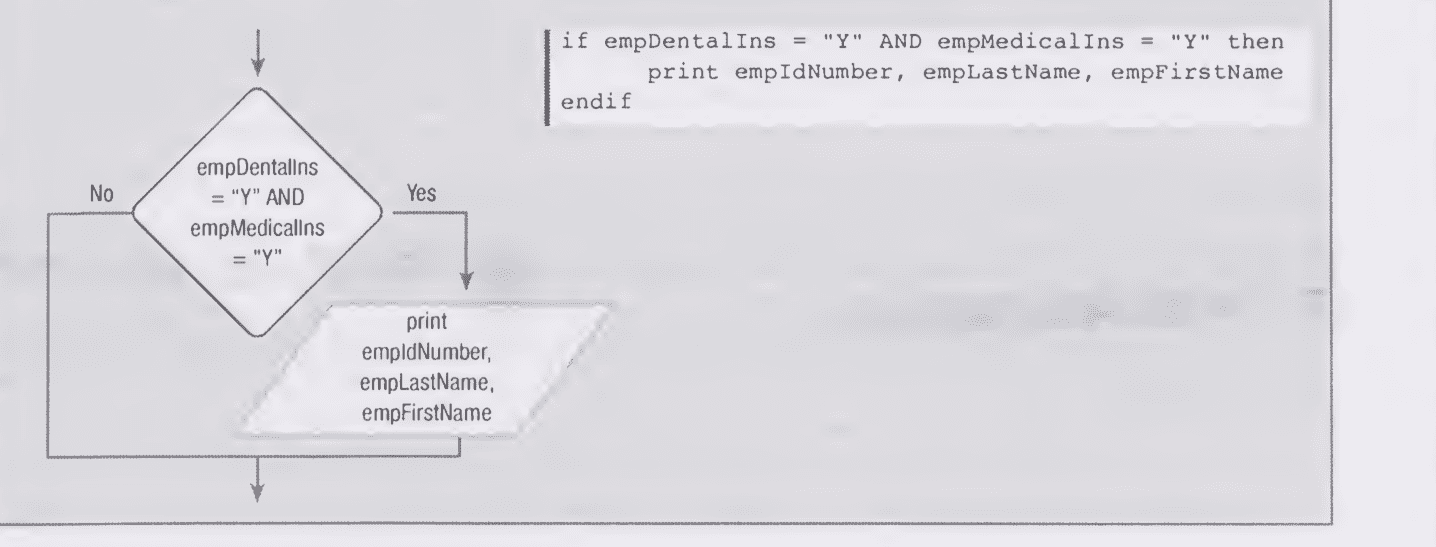 if empDentalIns = "Y" AND empMedicalIns = "Y" then
print empIdNumber, empLastName, empFirstName
endif
empDentalIns
= "Y" AND
empMedicalIns
= "Y"
No
Yes
print
empIdNumber,
empLastName,
empFirstName